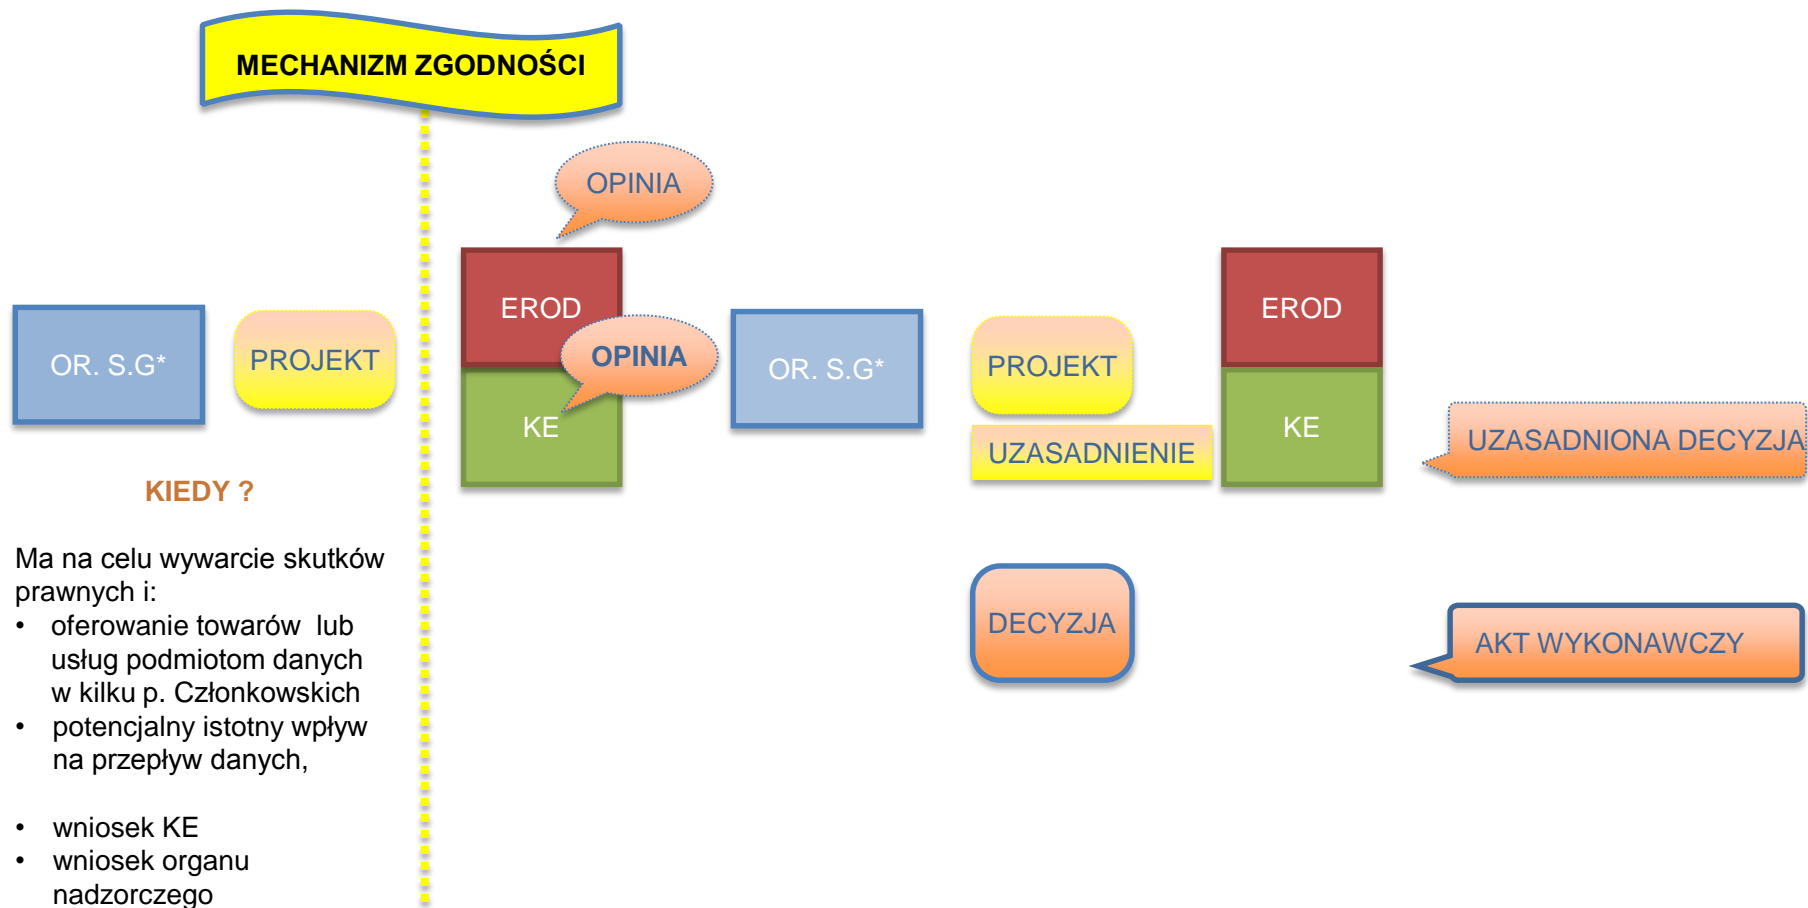 MECHANIZM ZGODNOŚCI
OPINIA
EROD
EROD
OR. S.G*
PROJEKT
OPINIA
OR. S.G*
PROJEKT
KE
KE
UZASADNIENIE
UZASADNIONA DECYZJA
KIEDY ?
Ma na celu wywarcie skutków
prawnych i:
• oferowanie towarów lub
usług podmiotom danych
w kilku p. Członkowskich
• potencjalny istotny wpływ
na przepływ danych,
• wniosek KE
• wniosek organu
nadzorczego
DECYZJA
AKT WYKONAWCZY